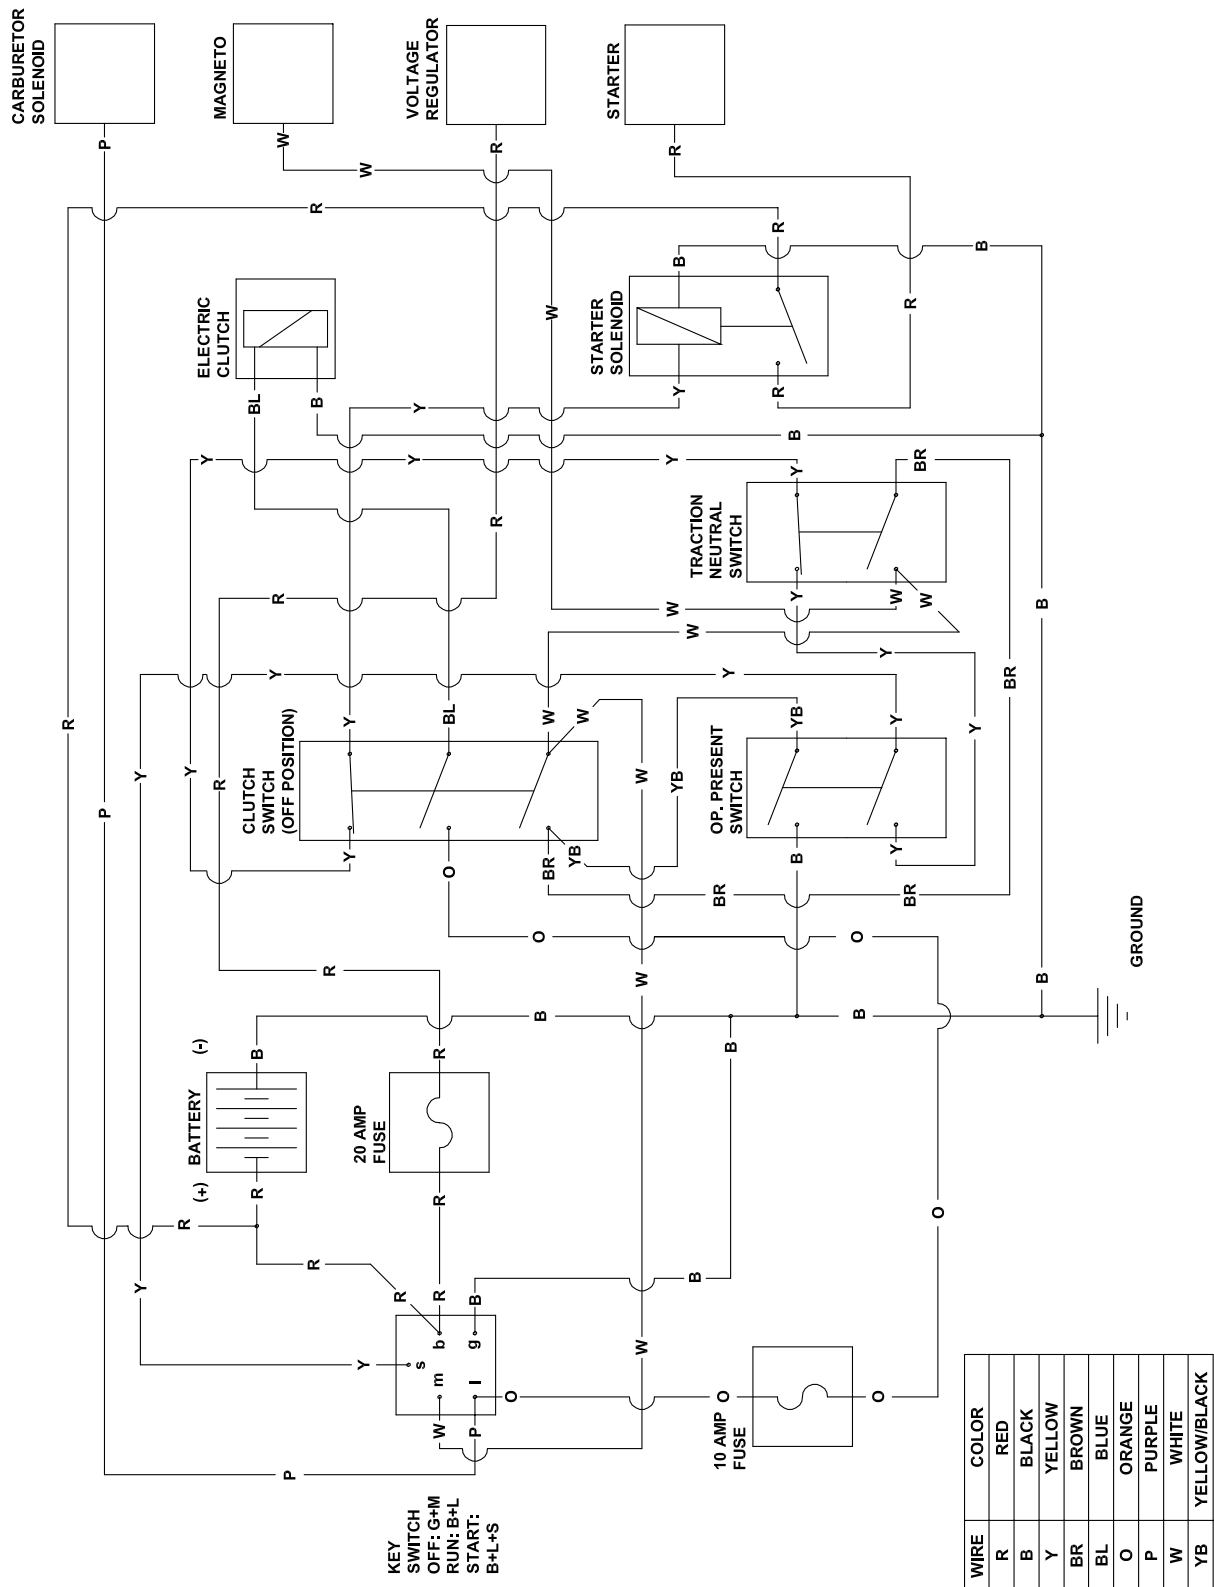 CARBURETOR
SOLENOID
R
P
P
Y
Y
(+)
BATTERY
(-)
R
Y
Y
ELECTRIC
CLUTCH
MAGNETO
R
R
B
BL
CLUTCH
SWITCH
(OFF POSITION)
Y
R
W
P
R
B
R
R
Y
Y
Y
W
20 AMP
FUSE
KEY
SWITCH
OFF: G+M
RUN: B+L
START:
B+L+S
R
s
Y
Y
VOLTAGE
REGULATOR
W
m
b
R
R
R
O
BL
P
l
g
B
R
R
O
B
O
BR
YB
W
W
W
STARTER
SOLENOID
STARTER
W
W
W
YB
W
Y
Y
B
R
B
W
10 AMP
FUSE
OP. PRESENT
SWITCH
TRACTION
NEUTRAL
SWITCH
O
BR
Y
B
R
R
B
YB
Y
Y
B
O
B
O
Y
Y
Y
W
W
BR
BR
R
O
Y
B
BR
B
B
GROUND
WIRE COLOR
R RED
B BLACK
Y YELLOW
BR BROWN
BL BLUE
O ORANGE
P PURPLE
W WHITE
YB YELLOW/BLACK